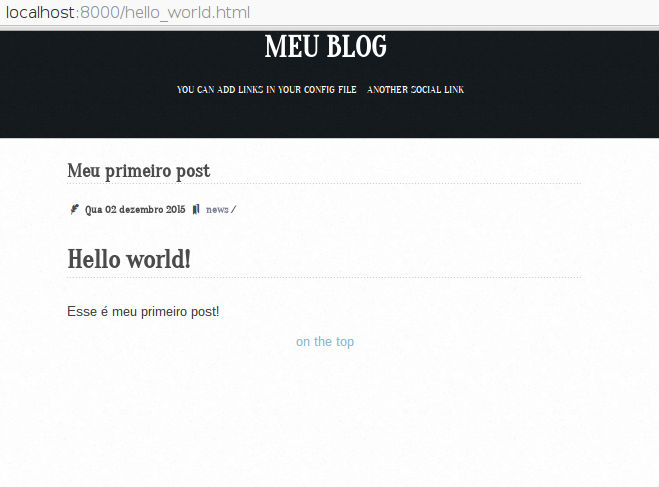 localhost:8000/hello_world.html
MEU BLOG
YOU CAN ADD LINKS IN YOUR CONFIG FILE ANOTHER SOCIAL LINK
Meu primeiro post
Qua 02 dezembro 2015 news /
Hello world!
Esse é meu primeiro post!
on the top